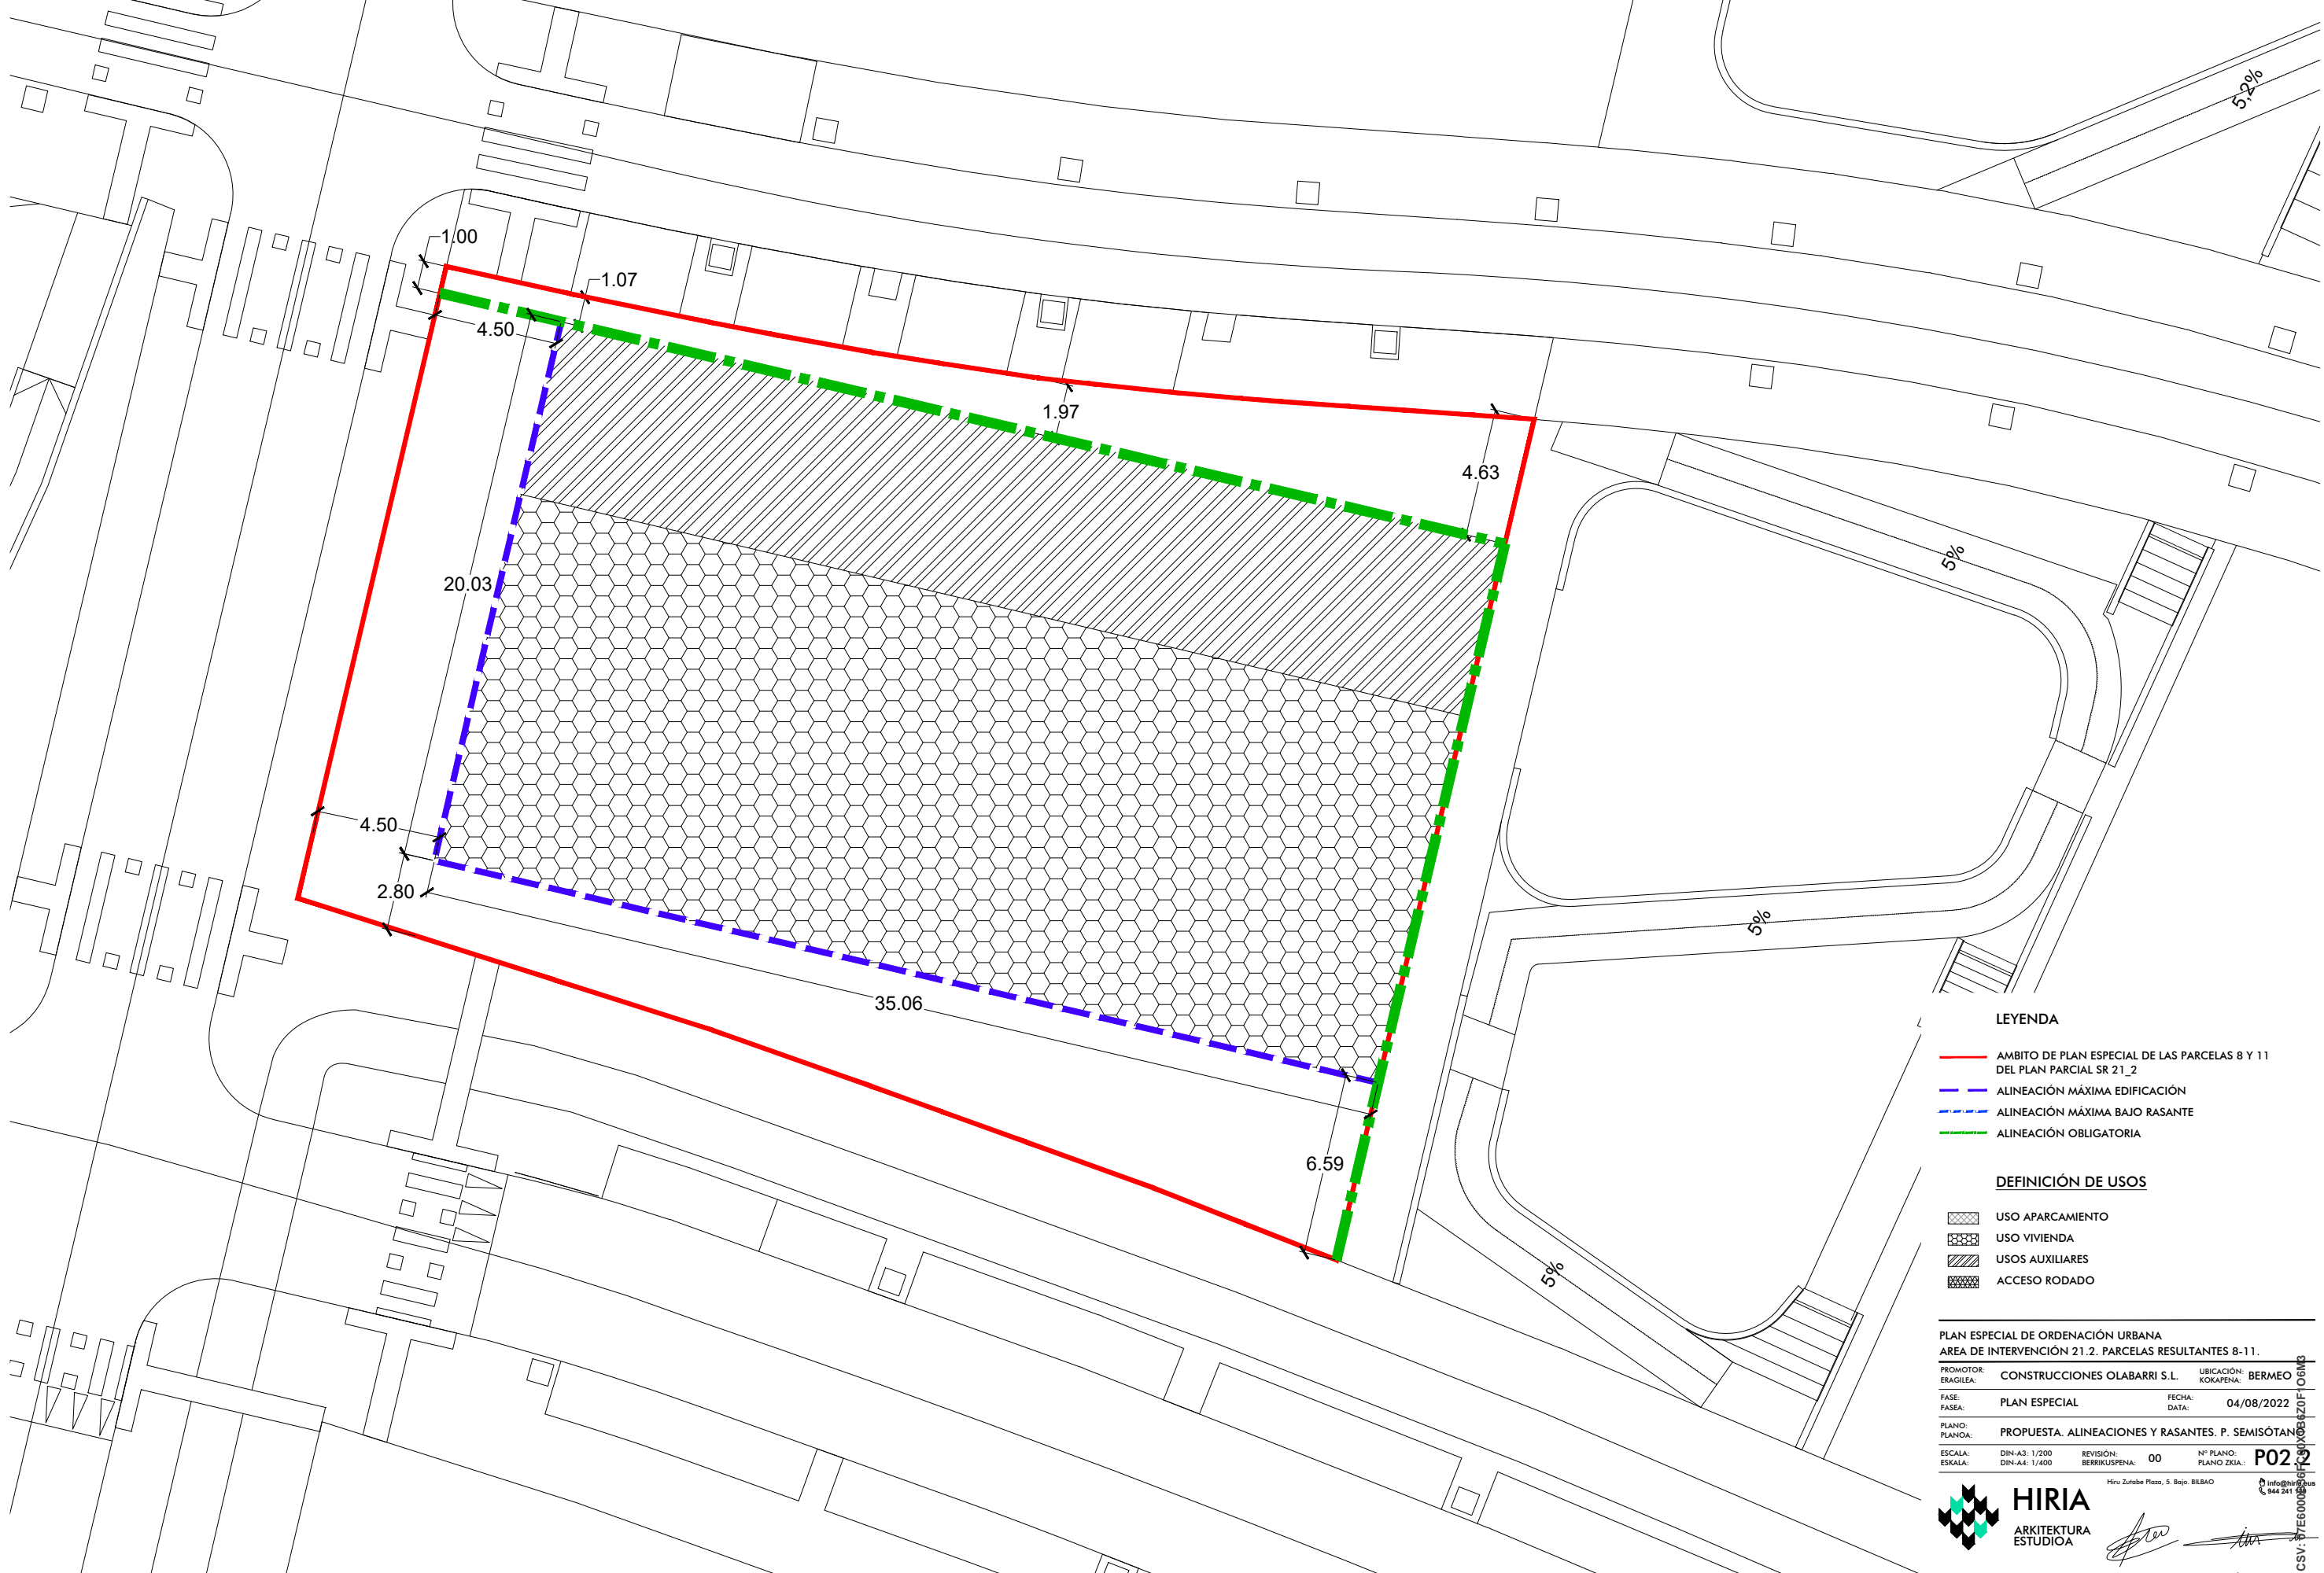 5,2%
1.00
1.07
4.50
1.97
4.63
5%
20.03
4.50
2.80
5%
35.06
6.59
5%
LEYENDA
AMBITO DE PLAN ESPECIAL DE LAS PARCELAS 8 Y 11
DEL PLAN PARCIAL SR 21_2
ALINEACIÓN MÁXIMA EDIFICACIÓN
ALINEACIÓN MÁXIMA BAJO RASANTE
ALINEACIÓN OBLIGATORIA
DEFINICIÓN DE USOS
USO APARCAMIENTO
USO VIVIENDA
USOS AUXILIARES
ACCESO RODADO
PLAN ESPECIAL DE ORDENACIÓN URBANA
AREA DE INTERVENCIÓN 21.2. PARCELAS RESULTANTES 8-11.
PROMOTOR: ERAGILEA: CONSTRUCCIONES OLABARRI S.L. UBICACIÓN: KOKAPENA: BERMEO
FASE: FASEA: PLAN ESPECIAL FECHA: DATA: 04/08/2022
PLANO: PLANOA: PROPUESTA. ALINEACIONES Y RASANTES. P. SEMISÓTANO
ESCALA: ESKALA: DIN-A3: 1/200 DIN-A4: 1/400 REVISIÓN: BERRIKUSPENA: 00 Nº PLANO: PLANO ZKIA.: P02.2
Hiru Zutabe Plaza, 5. Bajo. BILBAO
944 241
HIRIA
ARKITEKTURA
ESTUDIOA